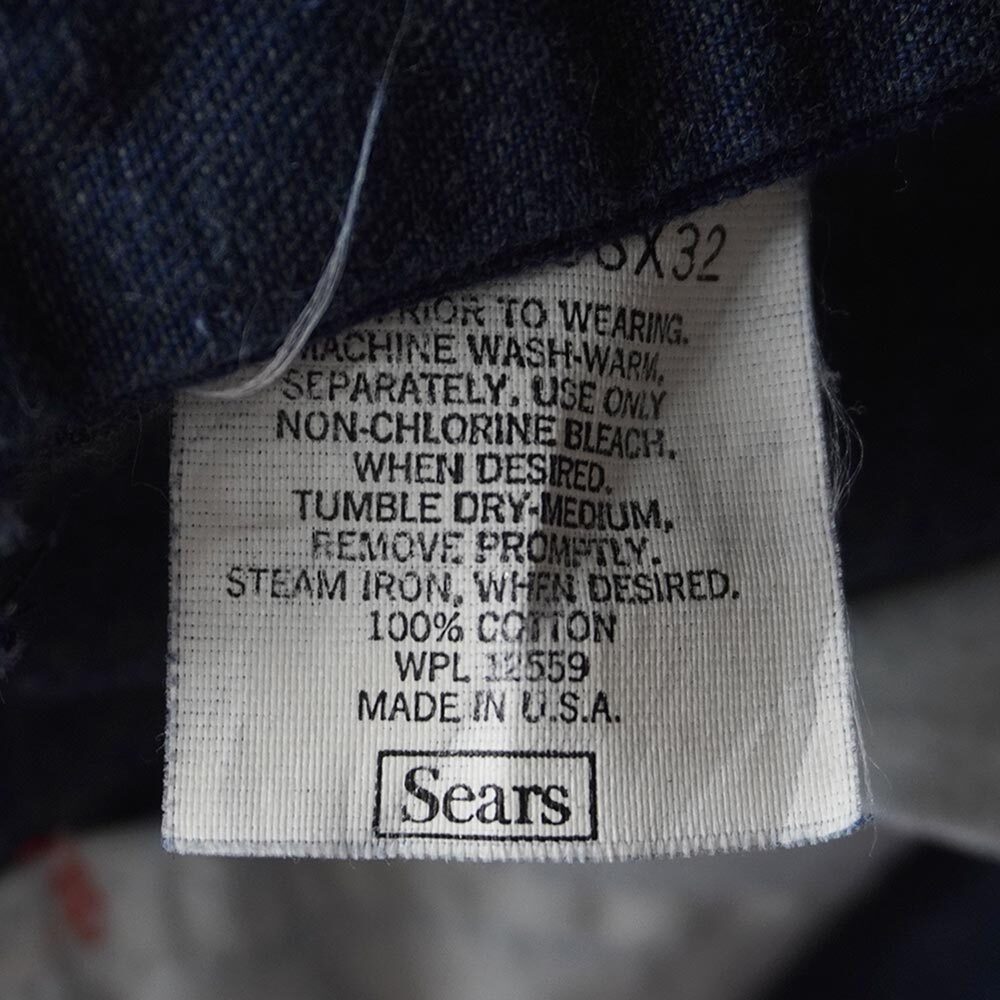 X32
PRIOR TO WEARING.
MACHINE WASH-WARM,
SEPARATELY. USE ONLY
NON-CHLORINE BLEACH,
WHEN DESIRED.
TUMBLE DRY-MEDIUM,
REMOVE PROMPTLY.
STEAM IRON, WHEN DESIRED.
100% COTTON
WPL 12559
MADE IN U.S.A.
Sears